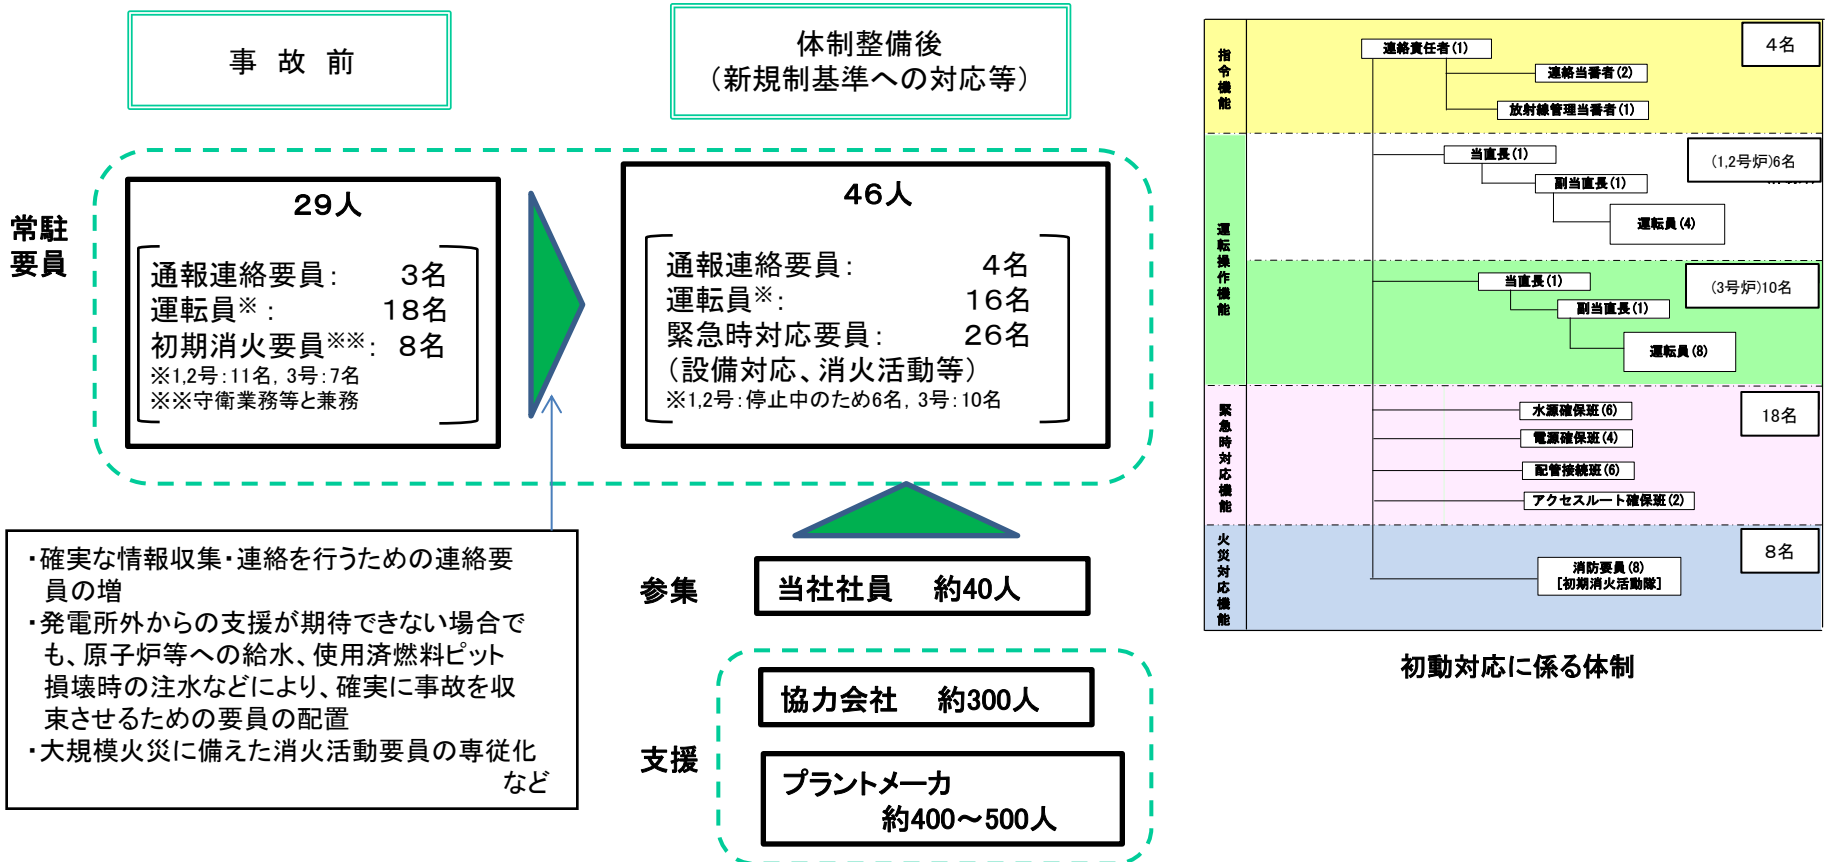 事 故 前
体制整備後
（新規制基準への対応等）
常駐
要員
29人
通報連絡要員： 3名
運転員※： 18名
初期消火要員※※： 8名
※1,2号：11名，3号：7名
※※守衛業務等と兼務
46人
通報連絡要員： 4名
運転員※： 16名
緊急時対応要員： 26名
（設備対応、消火活動等）
※1,2号：停止中のため6名，3号：10名
・確実な情報収集・連絡を行うための連絡要
員の増
・発電所外からの支援が期待できない場合で
も、原子炉等への給水、使用済燃料ピット
損壊時の注水などにより、確実に事故を収
束させるための要員の配置
・大規模火災に備えた消火活動要員の専従化
など
参集
当社社員 約40人
支援
協力会社 約300人
プラントメーカ
約400～500人
指令機能
連絡責任者(1)
4名
連絡当番者(2)
放射線管理当番者(1)
運転操作機能
当直長(1)
(1,2号炉)6名
副当直長(1)
運転員(4)
当直長(1)
(3号炉)10名
副当直長(1)
運転員(8)
緊急時対応機能
水源確保班(6)
18名
電源確保班(4)
配管接続班(6)
アクセスルート確保班(2)
火災対応機能
消防要員(8)
[初期消火活動隊]
8名
初動対応に係る体制